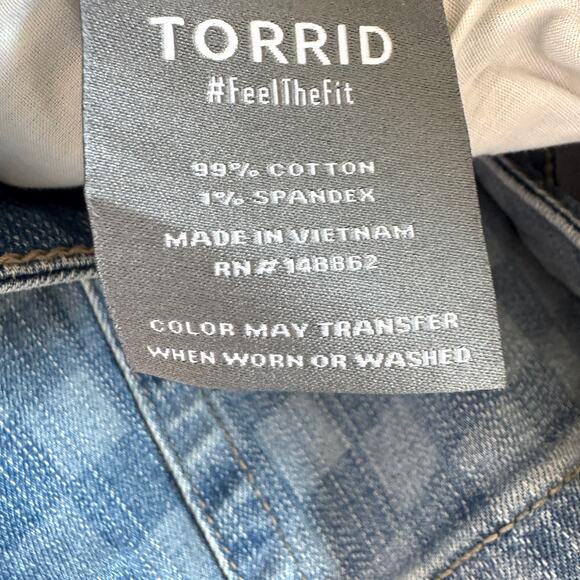 TORRID
#FeelTheFit
99% COTTON
1% SPANDEX
MADE IN VIETNAM
RN# 148862
COLOR MAY TRANSFER
WHEN WORN OR WASHED